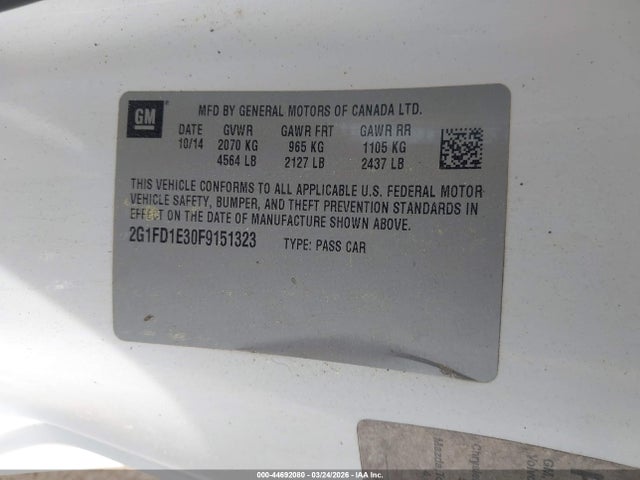 GM
MFD BY GENERAL MOTORS OF CANADA LTD.
DATE GVWR GAWR FRT GAWR RR
10/14 2070 KG 965 KG 1105 KG
4564 LB 2127 LB 2437 LB
THIS VEHICLE CONFORMS TO ALL APPLICABLE U.S. FEDERAL MOTOR
VEHICLE SAFETY, BUMPER, AND THEFT PREVENTION STANDARDS IN
EFFECT ON THE DATE OF MANUFACTURE SHOWN ABOVE.
2G1FD1E30F9151323 TYPE: PASS CAR
000-44692080 - 03/24/2026 - IAAI, Inc. Copyright